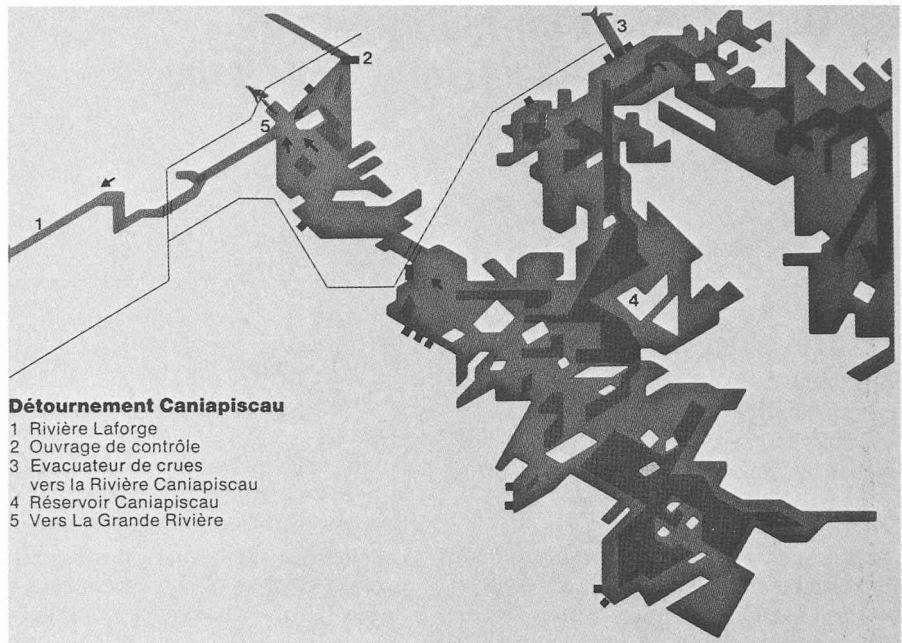 3
2
5
1
4
Détournement Caniapiscau
1 Rivière Laforge
2 Ouvrage de contrôle
3 Evacuateur de crues
vers la Rivière Caniapiscau
4 Réservoir Caniapiscau
5 Vers La Grande Rivière